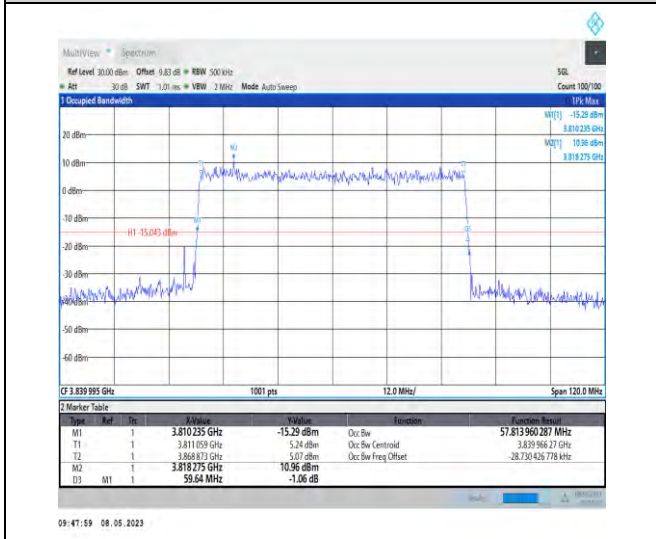 MultiView Spectrum
Ref Level 30.00 dBm Offset 9.83 dB RBW 500 kHz SGL
Att 30 dB SWT 1.01 ms VBW 2 MHz Mode Auto Sweep Count 100/100
1 Occupied Bandwidth 1Pk Max
M1[1] -15.29 dBm
3.810 235 GHz
M2[1] 10.96 dBm
3.818 275 GHz
20 dBm
M2
10 dBm
0 dBm
-10 dBm
H1 -15.043 dBm
-20 dBm
-30 dBm
-40 dBm
-50 dBm
-60 dBm
CF 3.839 995 GHz 1001 pts 12.0 MHz/ Span 120.0 MHz
2 Marker Table
Type Ref Trc X-Value Y-Value Function Function Result
M1 1 3.810 235 GHz -15.29 dBm Occ Bw 57.813 960 287 MHz
T1 1 3.811 059 GHz 5.24 dBm Occ Bw Centroid 3.839 966 27 GHz
T2 1 3.868 873 GHz 5.07 dBm Occ Bw Freq Offset -28.730 426 778 kHz
M2 1 3.818 275 GHz 10.96 dBm
D3 M1 1 59.64 MHz -1.06 dB
09:47:59 08.05.2023